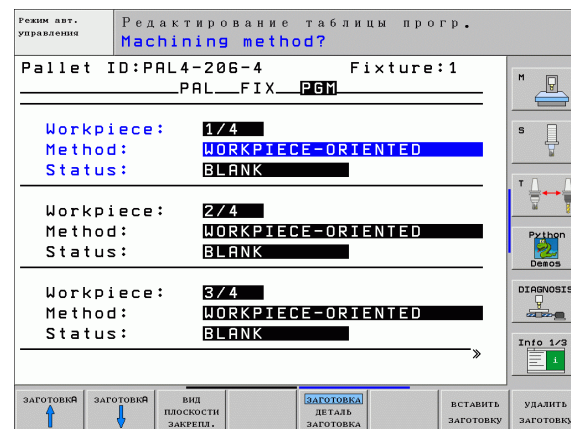 Режим авт.
управления
Редактирование таблицы прогр.
Machining method?
Pallet ID:PAL4-206-4 Fixture:1
PAL FIX PGM
Workpiece: 1/4
Method: WORKPIECE-ORIENTED
Status: BLANK
Workpiece: 2/4
Method: WORKPIECE-ORIENTED
Status: BLANK
Workpiece: 3/4
Method: WORKPIECE-ORIENTED
Status: BLANK
»
M
S
T
Python
Demos
DIAGNOSIS
Info 1/3
i
ЗАГОТОВКА
ЗАГОТОВКА
ВИД
ПЛОСКОСТИ
ЗАКРЕПЛ.
ЗАГОТОВКА
ДЕТАЛЬ
ЗАГОТОВКА
ВСТАВИТЬ
ЗАГОТОВКУ
УДАЛИТЬ
ЗАГОТОВКУ